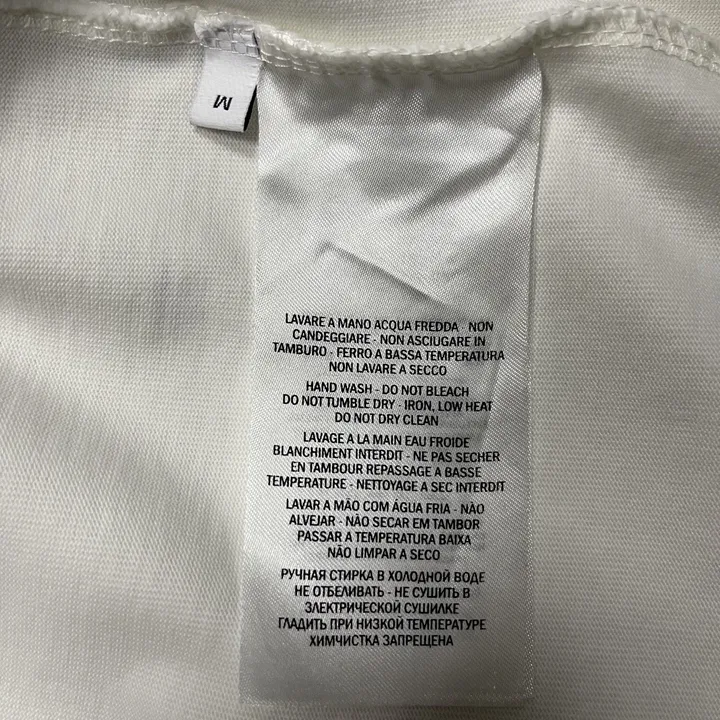 M
LAVARE A MANO ACQUA FREDDA - NON
CANDEGGIARE - NON ASCIUGARE IN
TAMBURO - FERRO A BASSA TEMPERATURA
NON LAVARE A SECCO
HAND WASH - DO NOT BLEACH
DO NOT TUMBLE DRY - IRON, LOW HEAT
DO NOT DRY CLEAN
LAVAGE A LA MAIN EAU FROIDE
BLANCHIMENT INTERDIT - NE PAS SECHER
EN TAMBOUR REPASSAGE A BASSE
TEMPERATURE - NETTOYAGE A SEC INTERDIT
LAVAR A MÃO COM ÁGUA FRIA - NÃO
ALVEJAR - NÃO SECAR EM TAMBOR
PASSAR A TEMPERATURA BAIXA
NÃO LIMPAR A SECO
РУЧНАЯ СТИРКА В ХОЛОДНОЙ ВОДЕ
НЕ ОТБЕЛИВАТЬ - НЕ СУШИТЬ В
ЭЛЕКТРИЧЕСКОЙ СУШИЛКЕ
ГЛАДИТЬ ПРИ НИЗКОЙ ТЕМПЕРАТУРЕ
ХИМЧИСТКА ЗАПРЕЩЕНА